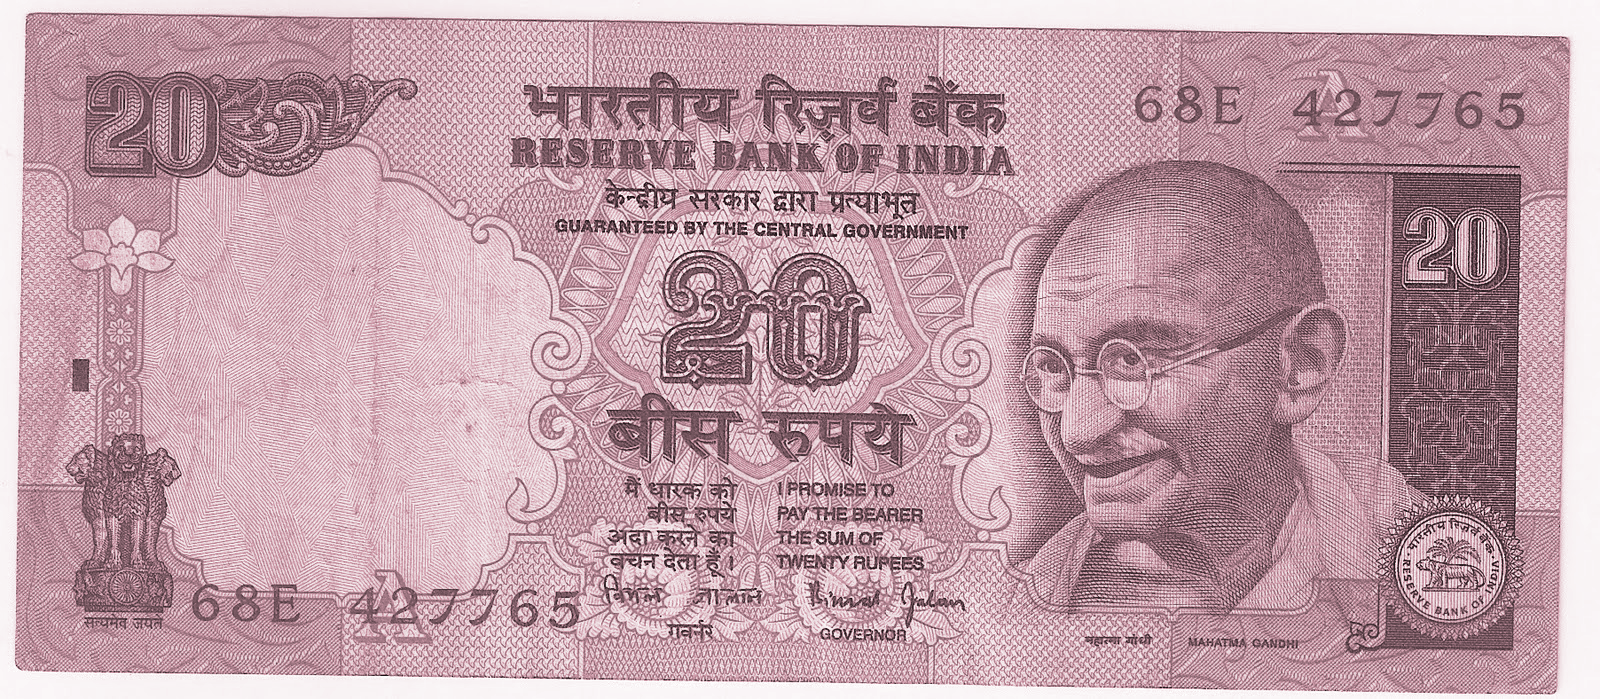 20
भारतीय रिज़र्व बैंक
RESERVE BANK OF INDIA
केन्द्रीय सरकार द्वारा प्रत्याभूत
GUARANTEED BY THE CENTRAL GOVERNMENT
68E 427765
A
20
20
बीस रुपये
मैं धारक को
बीस रुपये
अदा करने का
वचन देता हूँ।
I PROMISE TO
PAY THE BEARER
THE SUM OF
TWENTY RUPEES
बिमल जालान
Bimal Jalan
गवर्नर
GOVERNOR
सत्यमेव जयते
68E 427765
A
महात्मा गांधी
MAHATMA GANDHI
भारतीय रिज़र्व बैंक
RESERVE BANK OF INDIA